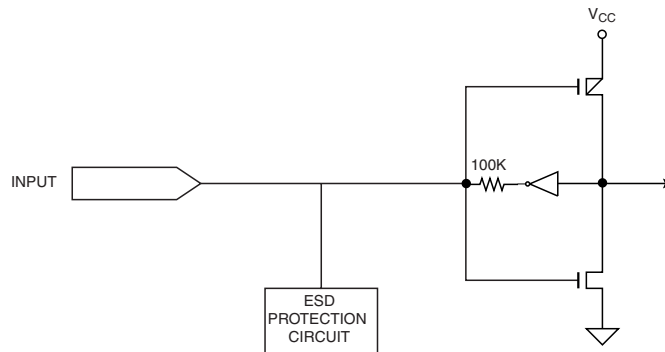 VCC
100K
INPUT
ESD
PROTECTION
CIRCUIT